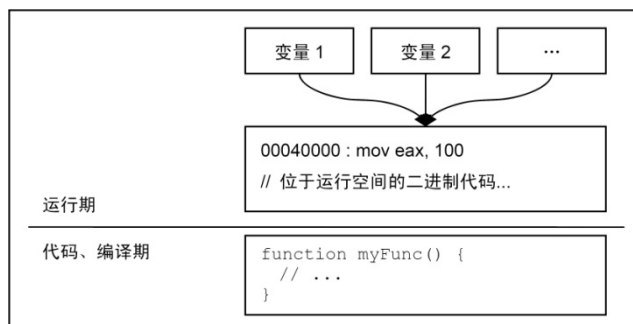 变量 1
变量 2
...
00040000 : mov eax, 100
// 位于运行空间的二进制代码...
运行期
代码、编译期
function myFunc() {
  // ...
}